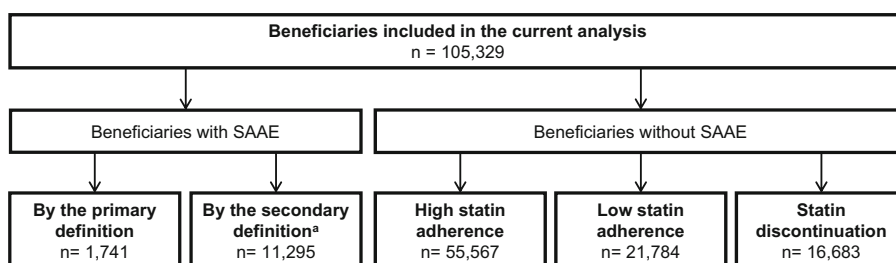 Beneficiaries included in the current analysis
n = 105,329
Beneficiaries with SAAE
Beneficiaries without SAAE
By the primary
definition
n= 1,741
By the secondary
definitionᵃ
n= 11,295
High statin
adherence
n= 55,567
Low statin
adherence
n= 21,784
Statin
discontinuation
n= 16,683